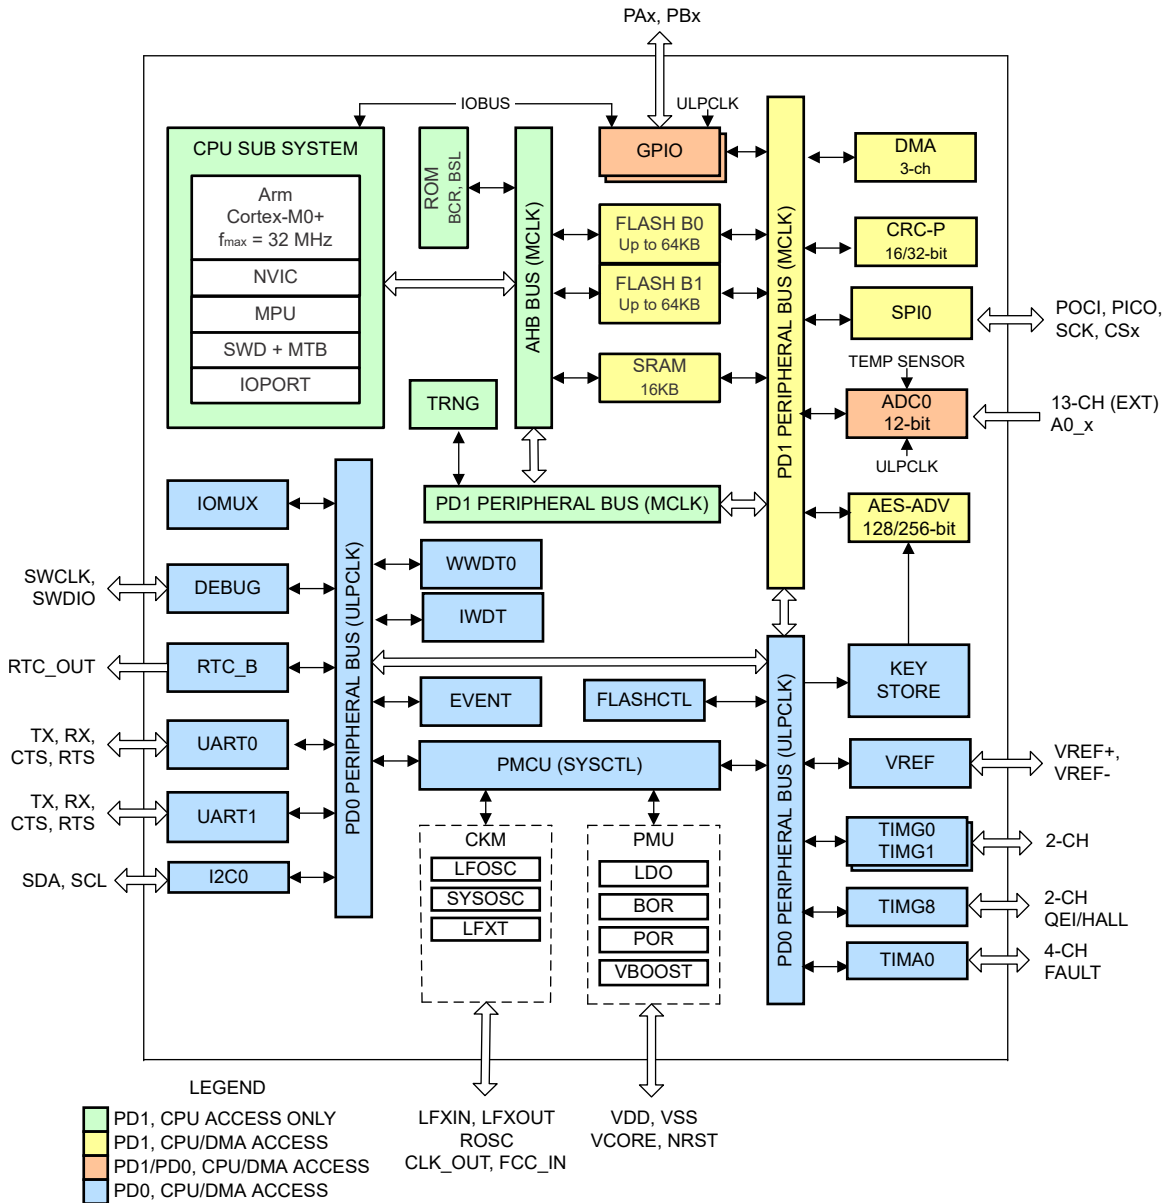 PAx, PBx
IOBUS
ULPCLK
CPU SUB SYSTEM
Arm
Cortex-M0+
fmax = 32 MHz
NVIC
MPU
SWD + MTB
IOPORT
ROM
BCR, BSL
AHB BUS (MCLK)
GPIO
FLASH B0
Up to 64KB
FLASH B1
Up to 64KB
SRAM
16KB
TRNG
PD1 PERIPHERAL BUS (MCLK)
PD1 PERIPHERAL BUS (MCLK)
DMA
3-ch
CRC-P
16/32-bit
SPI0
POCI, PICO,
SCK, CSx
TEMP SENSOR
ADC0
12-bit
ULPCLK
13-CH (EXT)
A0_x
AES-ADV
128/256-bit
IOMUX
SWCLK,
SWDIO
DEBUG
RTC_OUT
RTC_B
TX, RX,
CTS, RTS
UART0
TX, RX,
CTS, RTS
UART1
SDA, SCL
I2C0
PD0 PERIPHERAL BUS (ULPCLK)
WWDT0
IWDT
EVENT
FLASHCTL
PMCU (SYSCTL)
CKM
LFOSC
SYSOSC
LFXT
PMU
LDO
BOR
POR
VBOOST
PD0 PERIPHERAL BUS (ULPCLK)
KEY
STORE
VREF
VREF+,
VREF-
TIMG0
TIMG1
2-CH
TIMG8
2-CH
QEI/HALL
TIMA0
4-CH
FAULT
LFXIN, LFXOUT
ROSC
CLK_OUT, FCC_IN
VDD, VSS
VCORE, NRST
LEGEND
PD1, CPU ACCESS ONLY
PD1, CPU/DMA ACCESS
PD1/PD0, CPU/DMA ACCESS
PD0, CPU/DMA ACCESS